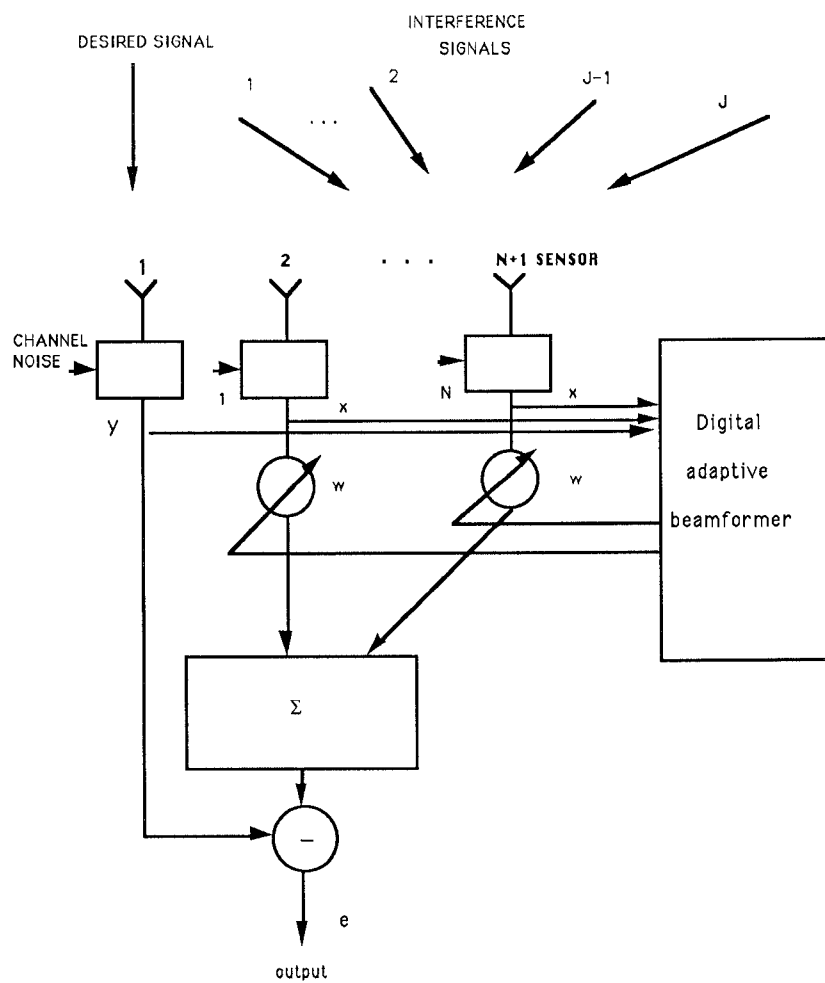 INTERFERENCE
SIGNALS
DESIRED SIGNAL
1
2
J-1
J
. . .
1
2
. . .
N+1 SENSOR
CHANNEL
NOISE
1
N
y
x
x
Digital
adaptive
beamformer
w
w
Σ
−
e
output